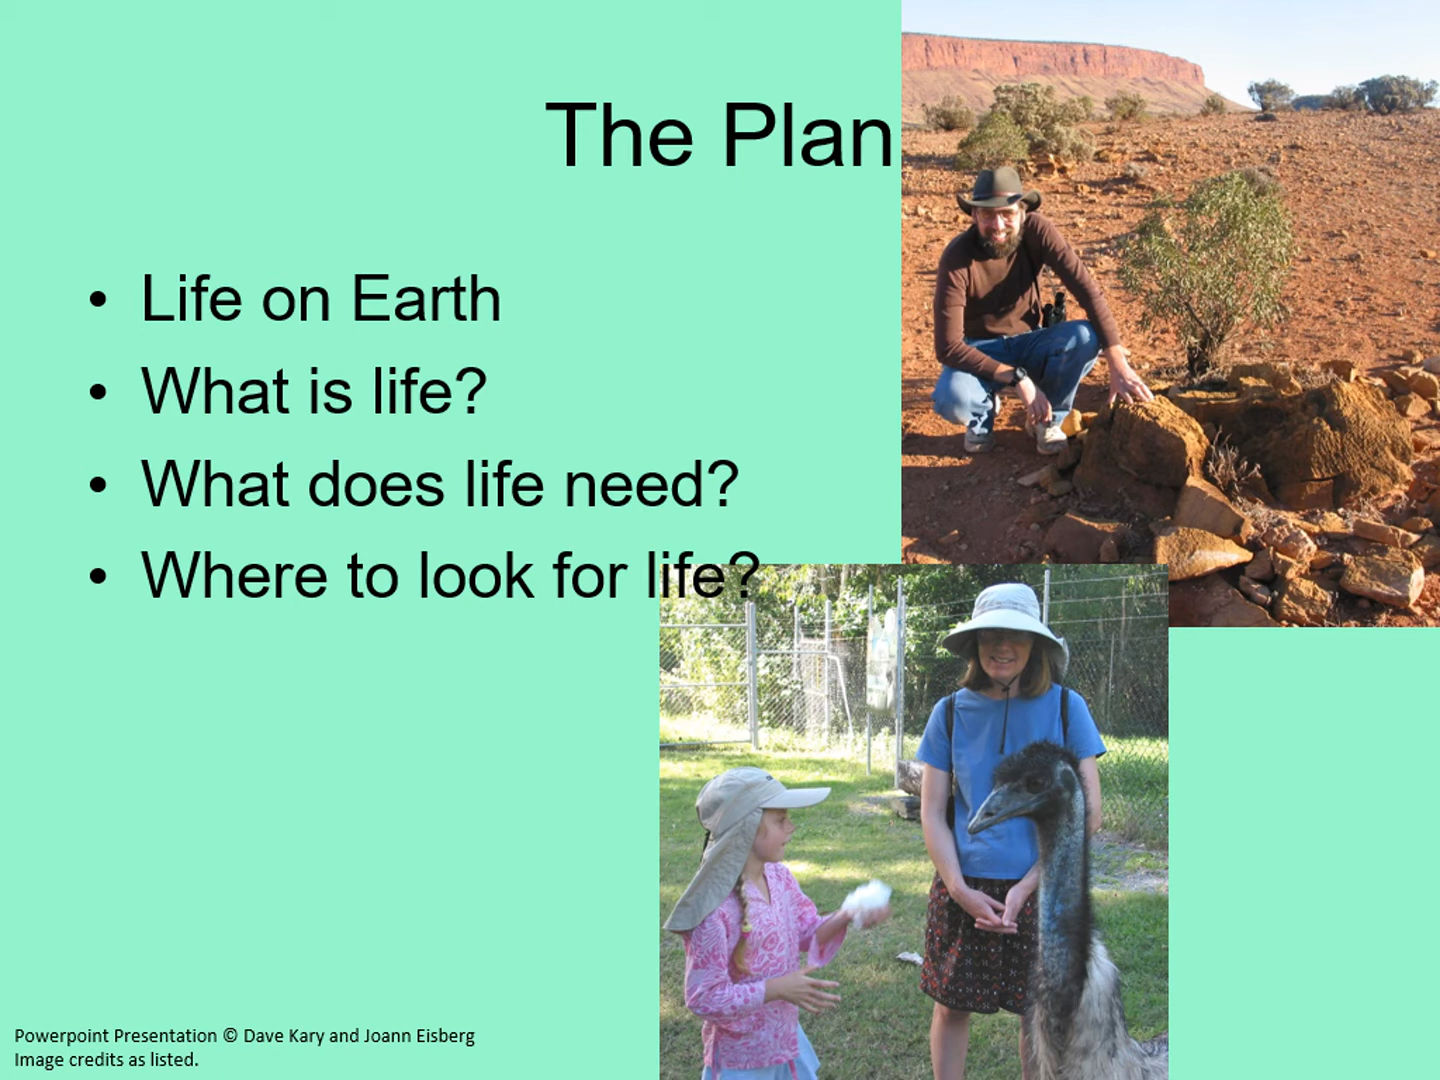 The Plan
• Life on Earth
• What is life?
• What does life need?
• Where to look for life?
Powerpoint Presentation © Dave Kary and Joann Eisberg
Image credits as listed.